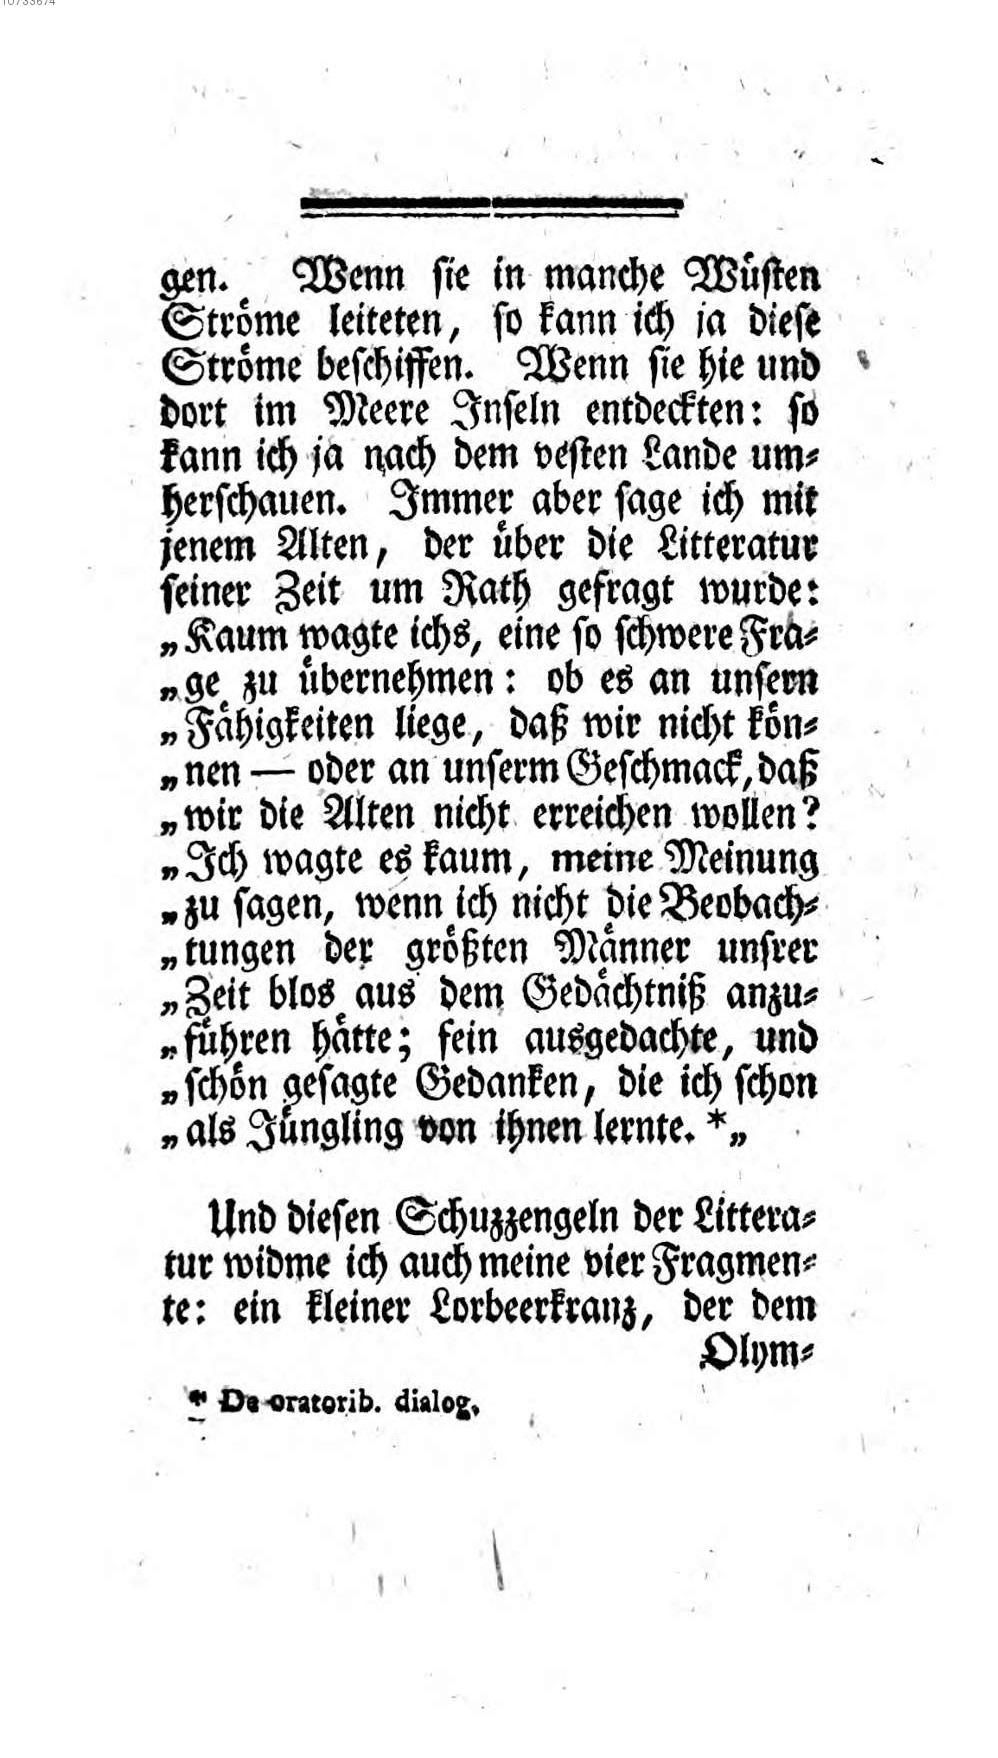 10733674
gen. Wenn sie in manche Wüsten
Ströme leiteten, so kann ich ja diese
Ströme beschiffen. Wenn sie hie und
dort im Meere Inseln entdeckten: so
kann ich ja nach dem vesten Lande um-
herschauen. Immer aber sage ich mit
jenem Alten, der über die Litteratur
seiner Zeit um Rath gefragt wurde:
„Kaum wagte ichs, eine so schwere Fra-
„ge zu übernehmen: ob es an unsern
„Fähigkeiten liege, daß wir nicht kön-
„nen — oder an unserm Geschmack, daß
„wir die Alten nicht erreichen wollen?
„Ich wagte es kaum, meine Meinung
„zu sagen, wenn ich nicht die Beobach-
„tungen der größten Männer unsrer
„Zeit blos aus dem Gedächtniß anzu-
„führen hätte; fein ausgedachte, und
„schön gesagte Gedanken, die ich schon
„als Jüngling von ihnen lernte. *„
Und diesen Schuzzengeln der Littera-
tur widme ich auch meine vier Fragmen-
te: ein kleiner Lorbeerkranz, der dem
Olym-
* De oratorib. dialog.